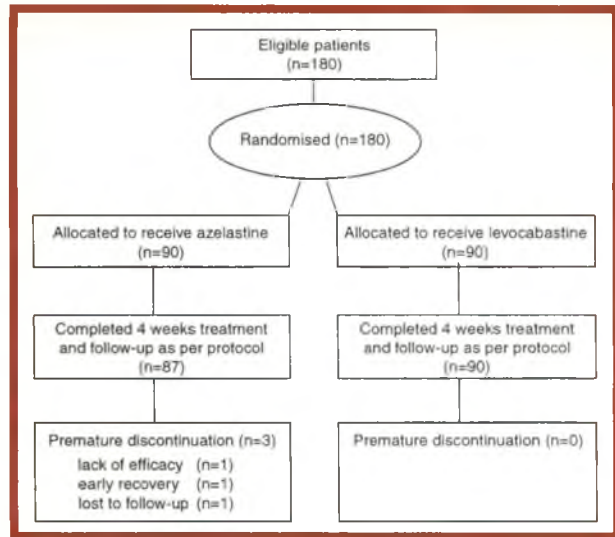 Eligible patients
(n=180)
Randomised (n=180)
Allocated to receive azelastine
(n=90)
Allocated to receive levocabastine
(n=90)
Completed 4 weeks treatment
and follow-up as per protocol
(n=87)
Completed 4 weeks treatment
and follow-up as per protocol
(n=90)
Premature discontinuation (n=3)
lack of efficacy (n=1)
early recovery (n=1)
lost to follow-up (n=1)
Premature discontinuation (n=0)